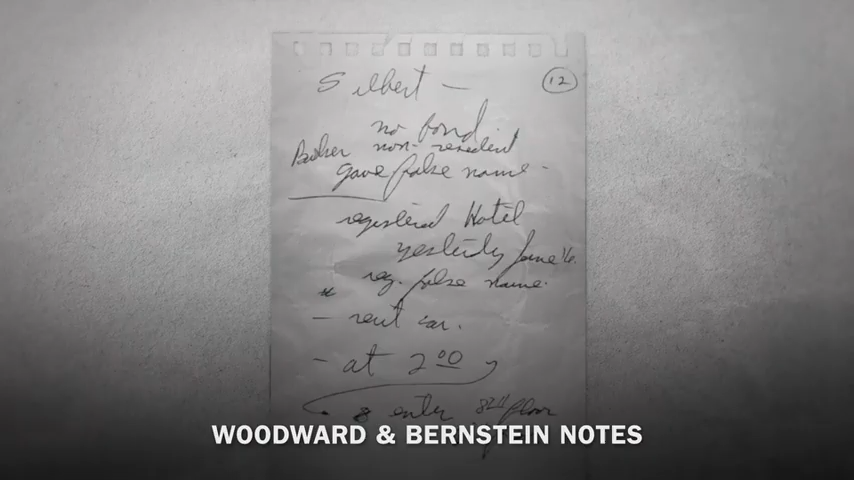 Silbert — 12
no bond
Barker non-resident
gave false name -
registered Hotel
yesterday June 16.
reg. false name.
- rent car.
- at 2 00
enter floor
WOODWARD & BERNSTEIN NOTES